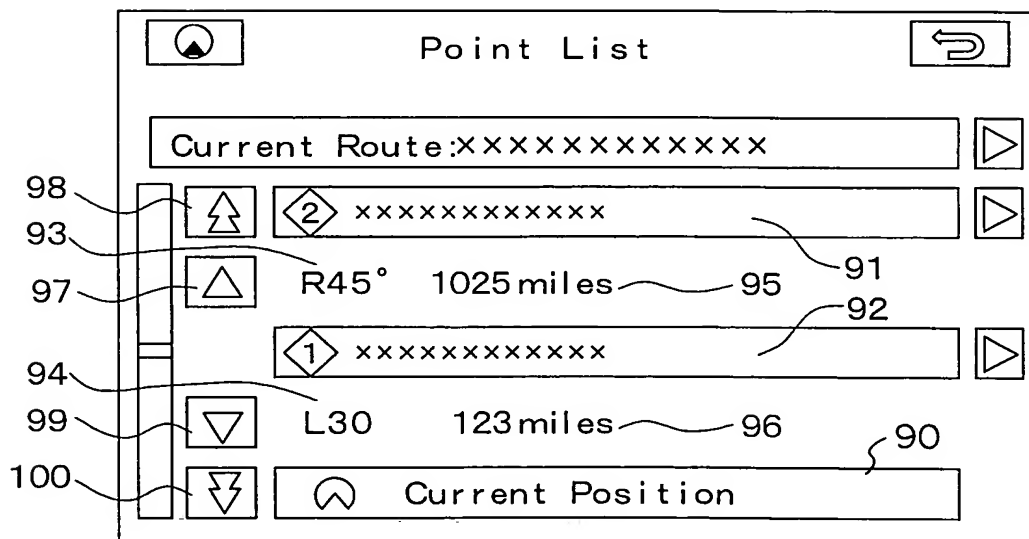 Point List
Current Route:××××××××××××
98
2 ××××××××××××
93
91
97 R45° 1025miles 95
92
1 ××××××××××××
94
99 L30 123miles 96
90
100 Current Position